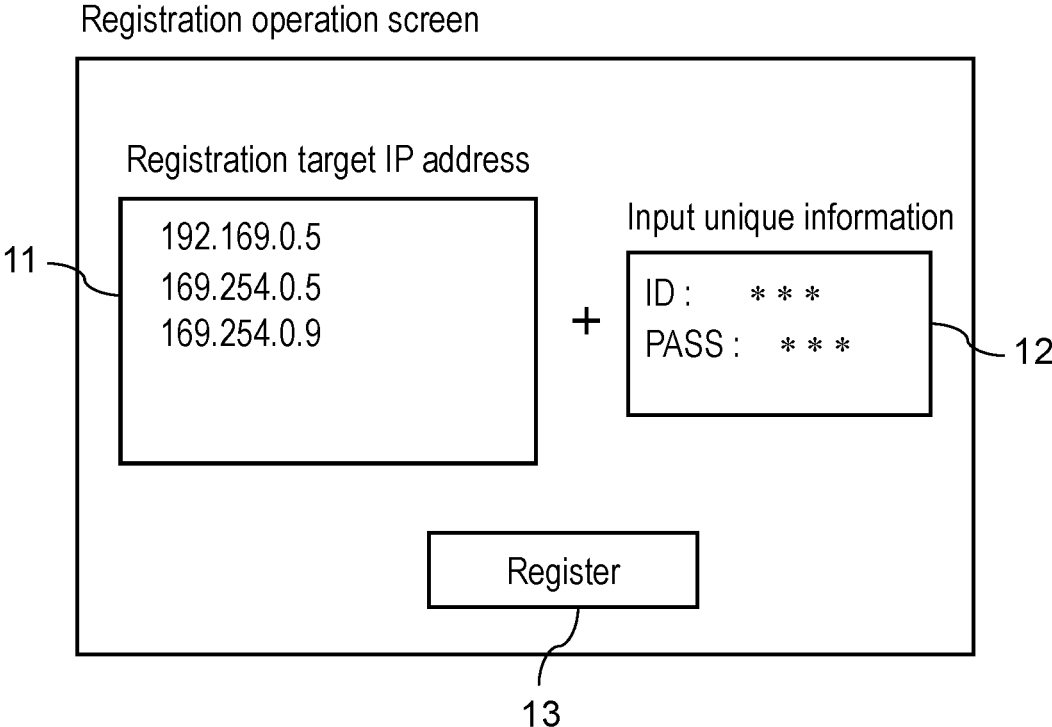 Registration operation screen
Registration target IP address
192.169.0.5
169.254.0.5
169.254.0.9
11
+
Input unique information
ID : ***
PASS : ***
12
Register
13